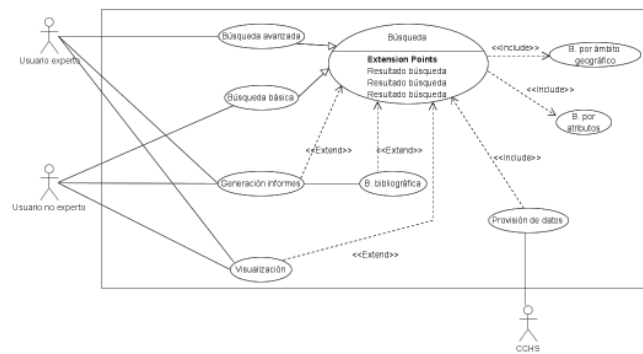 Búsqueda avanzada
Búsqueda
<<Include>>
B. por ámbito
geográfico
Usuario experto
Extension Points
Resultado búsqueda
Resultado búsqueda
Resultado búsqueda
Búsqueda básica
<<Include>>
B. por
atributos
<<Extend>>
<<Extend>>
<<Include>>
Generación informes
B. bibliográfica
Usuario no experto
Provisión de datos
<<Extend>>
Visualización
CCHS